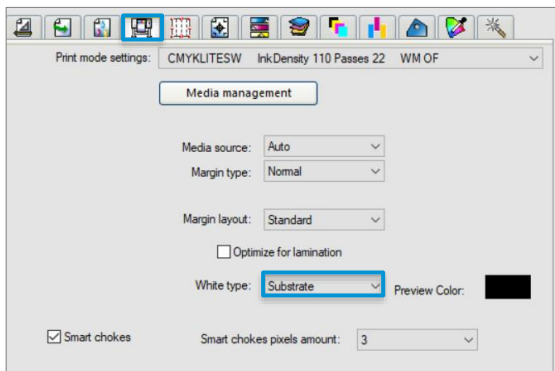 Print mode settings: CMYKLITESW InkDensity 110 Passes 22 WM OF
Media management
Media source: Auto
Margin type: Normal
Margin layout: Standard
Optimize for lamination
White type: Substrate Preview Color:
Smart chokes Smart chokes pixels amount: 3